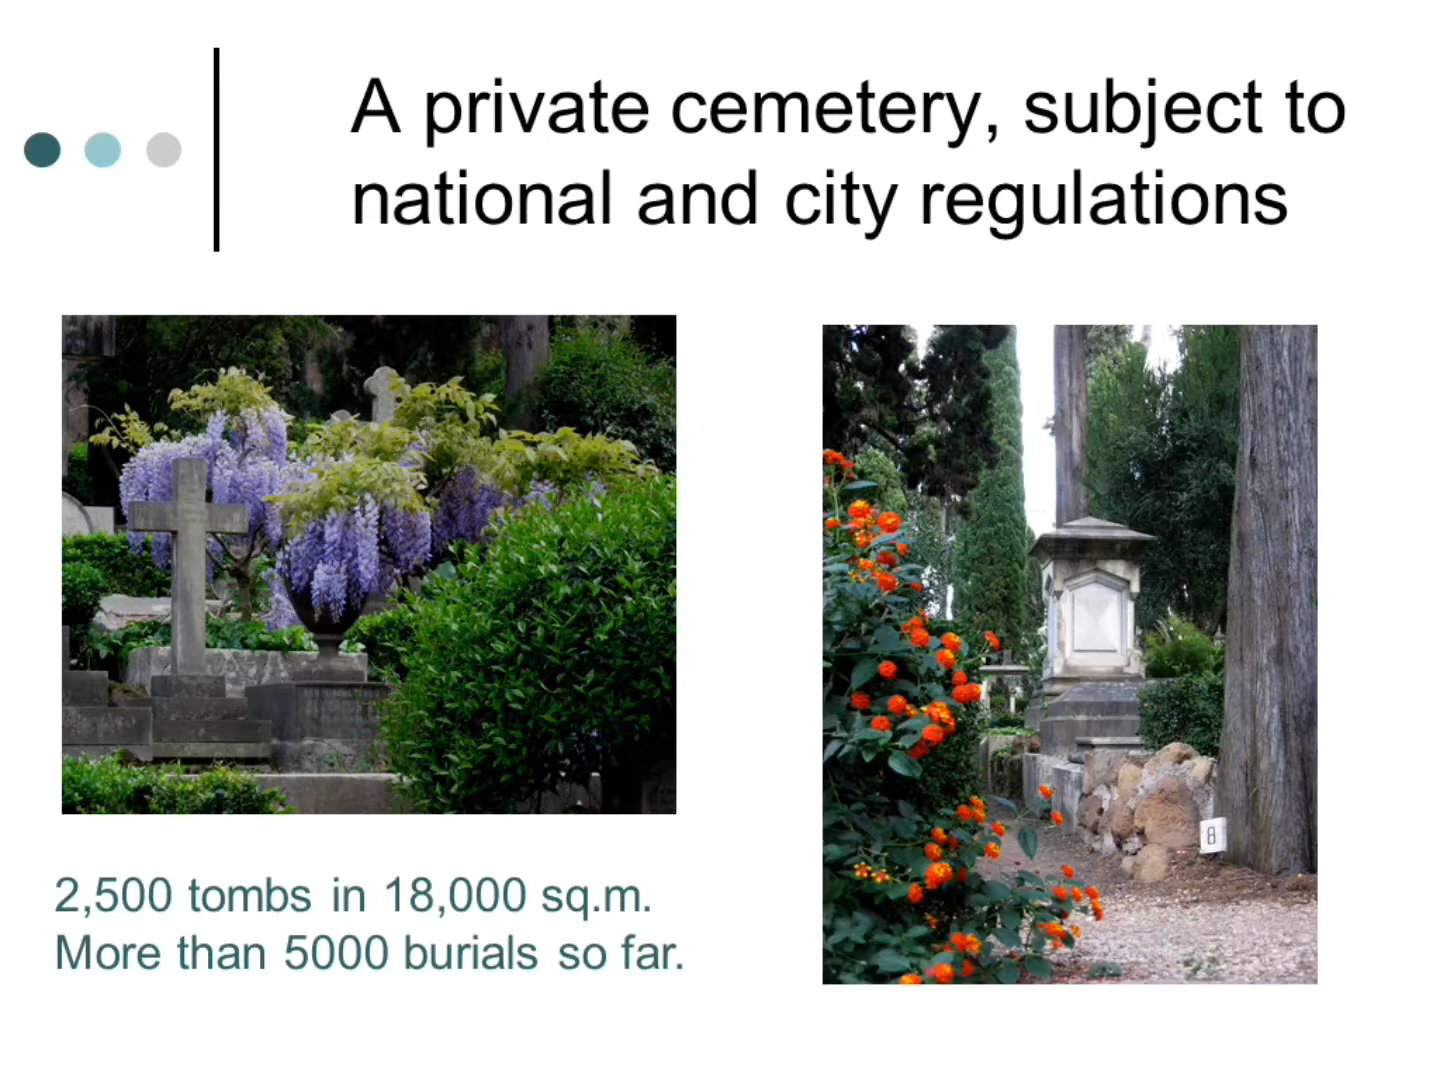 A private cemetery, subject to
national and city regulations
2,500 tombs in 18,000 sq.m.
More than 5000 burials so far.
8